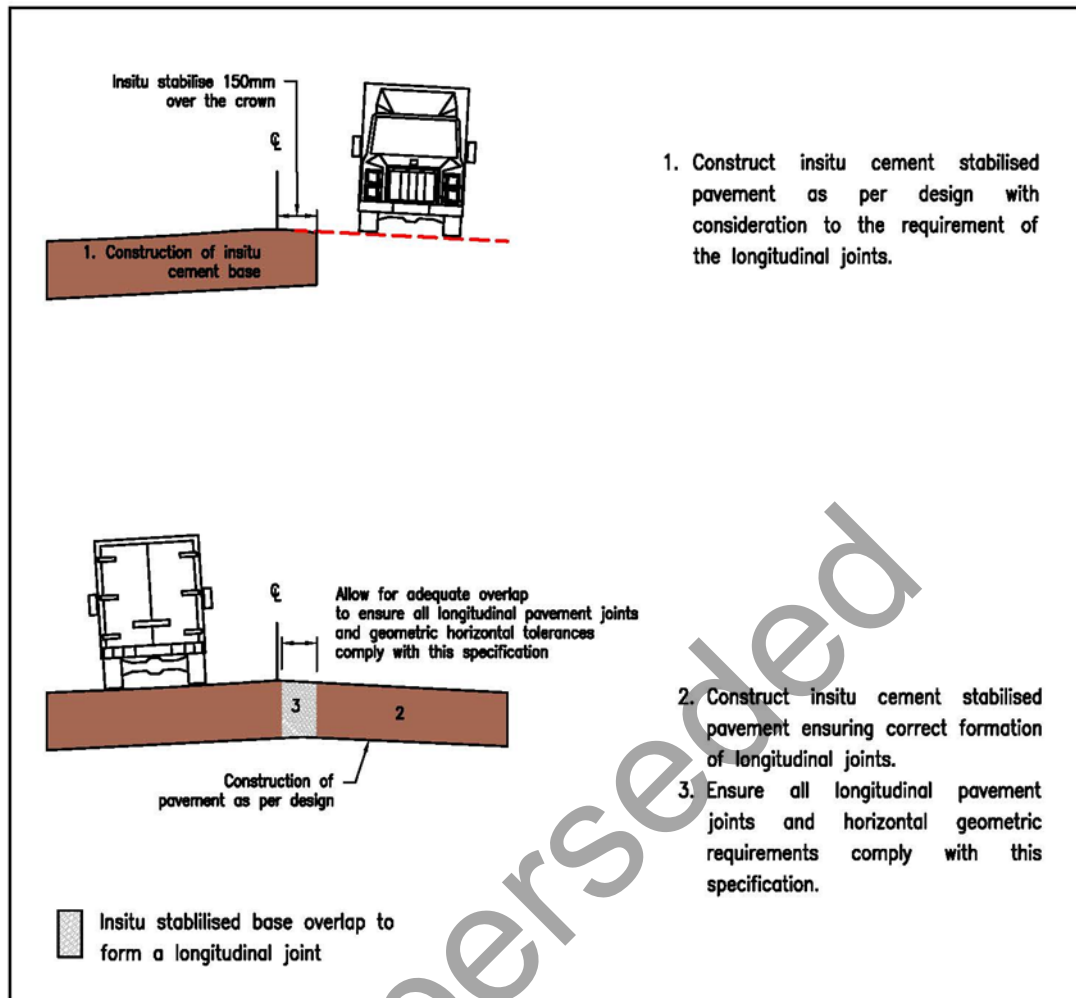 Insitu stabilise 150mm
over the crown
℄
1. Construction of insitu
cement base
1. Construct insitu cement stabilised
pavement as per design with
consideration to the requirement of
the longitudinal joints.
℄
Allow for adequate overlap
to ensure all longitudinal pavement joints
and geometric horizontal tolerances
comply with this specification
3
2
Construction of
pavement as per design
2. Construct insitu cement stabilised
pavement ensuring correct formation
of longitudinal joints.
3. Ensure all longitudinal pavement
joints and horizontal geometric
requirements comply with this
specification.
Insitu stablilised base overlap to
form a longitudinal joint
erseded